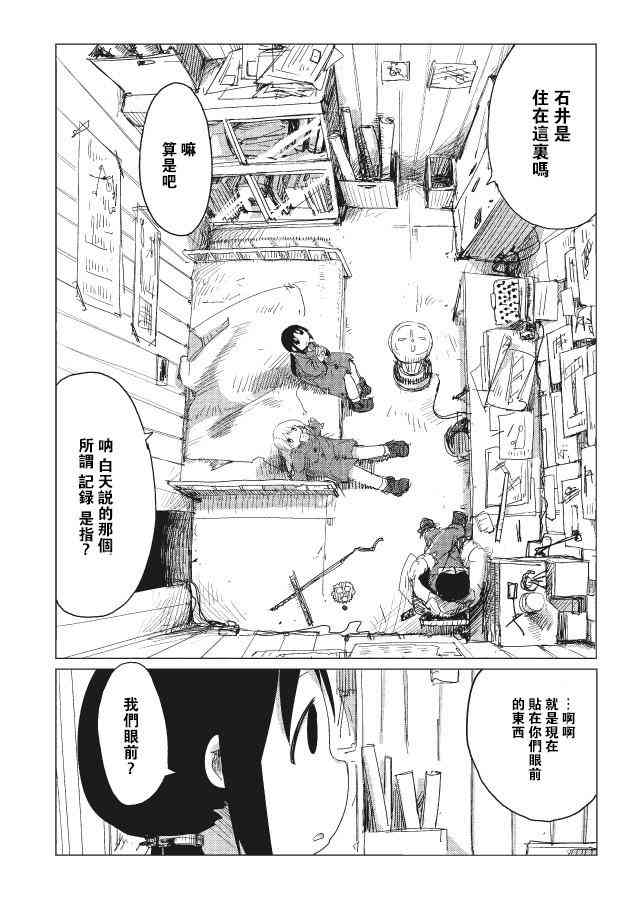 石井是
住在這裏嗎
嘛
算是吧
吶 白天說的那個
所謂 記錄 是指？
…啊啊
就是現在
貼在你們眼前
的東西
我們眼前？